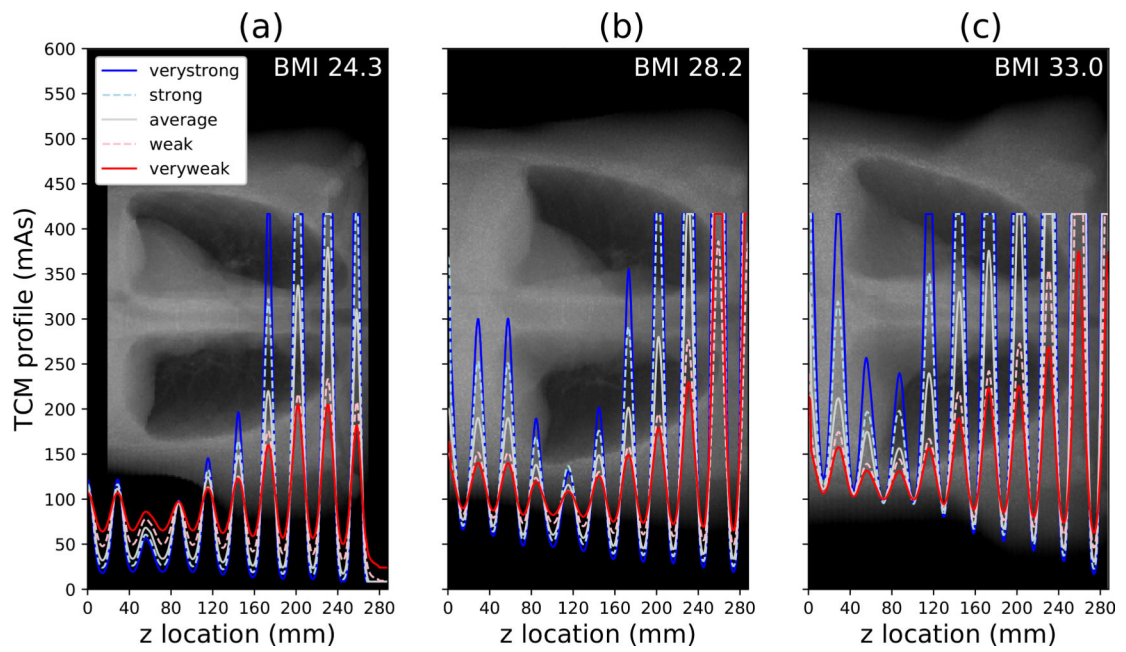 (a) (b) (c)
BMI 24.3 BMI 28.2 BMI 33.0
verystrong
strong
average
weak
veryweak
TCM profile (mAs)
600
550
500
450
400
350
300
250
200
150
100
50
0
0 40 80 120 160 200 240 280
0 40 80 120 160 200 240 280
0 40 80 120 160 200 240 280
z location (mm) z location (mm) z location (mm)